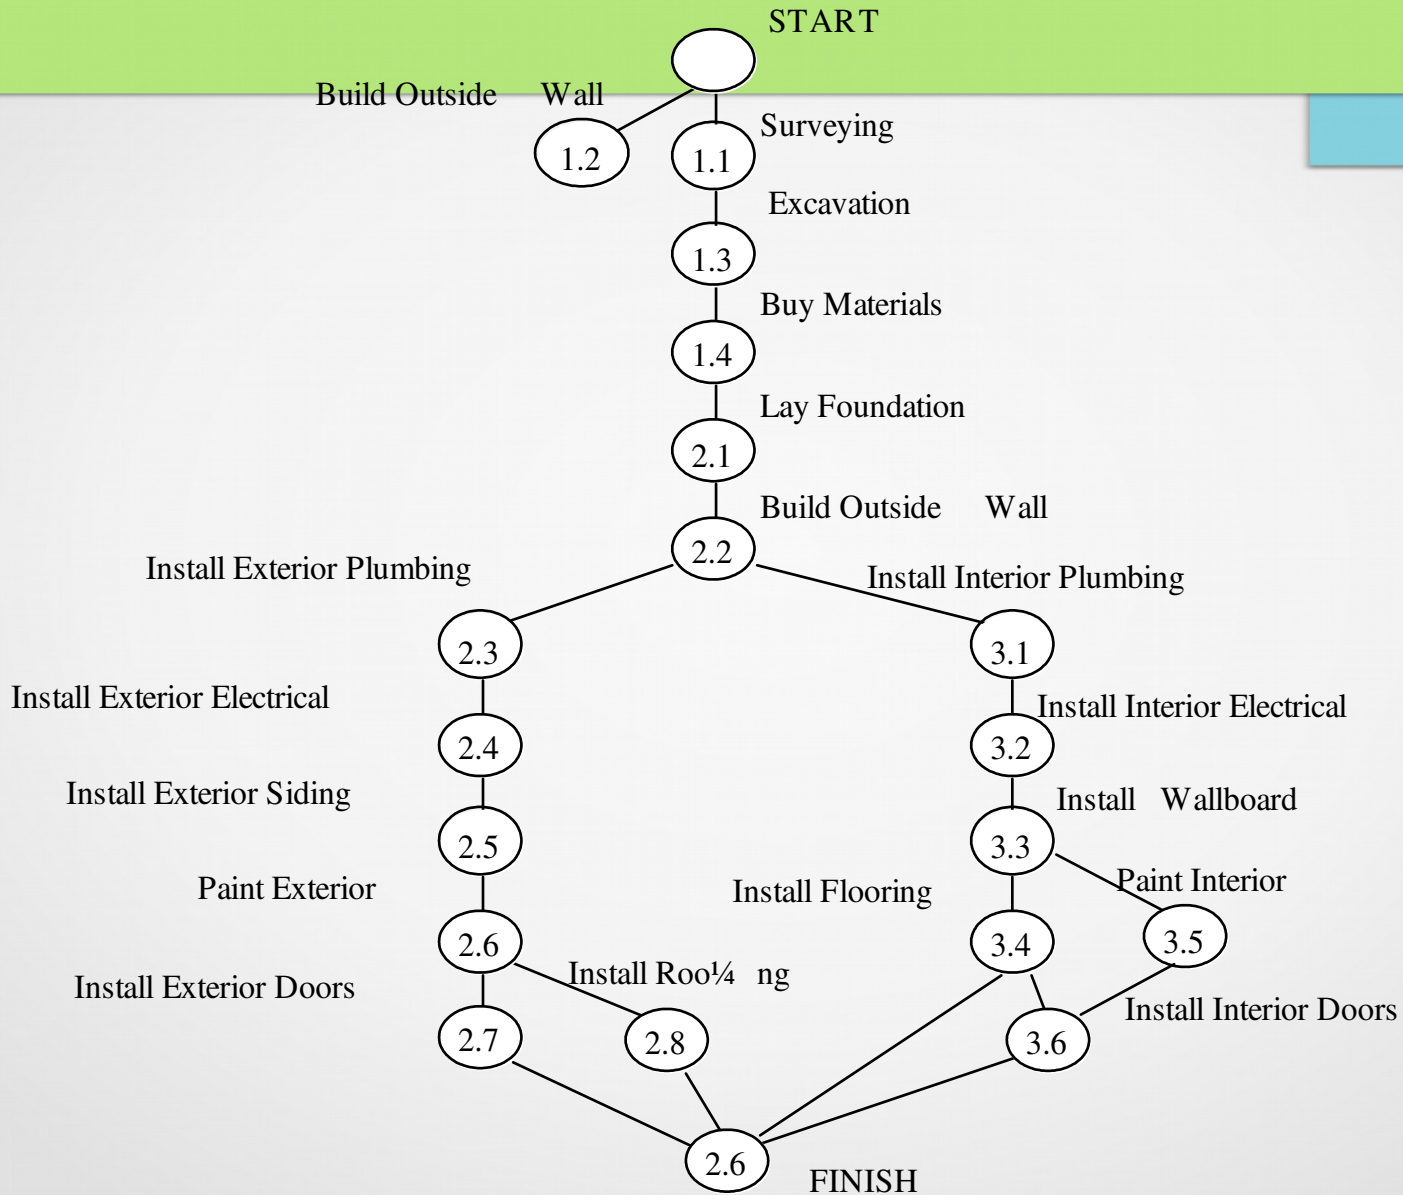 START
Build Outside Wall
Surveying
1.2
1.1
Excavation
1.3
Buy Materials
1.4
Lay Foundation
2.1
Build Outside Wall
2.2
Install Exterior Plumbing
Install Interior Plumbing
2.3
3.1
Install Exterior Electrical
Install Interior Electrical
2.4
3.2
Install Exterior Siding
Install Wallboard
2.5
3.3
Paint Exterior
Install Flooring
Paint Interior
2.6
3.4
3.5
Install Exterior Doors
Install Roo¼ ng
Install Interior Doors
2.7
2.8
3.6
2.6
FINISH